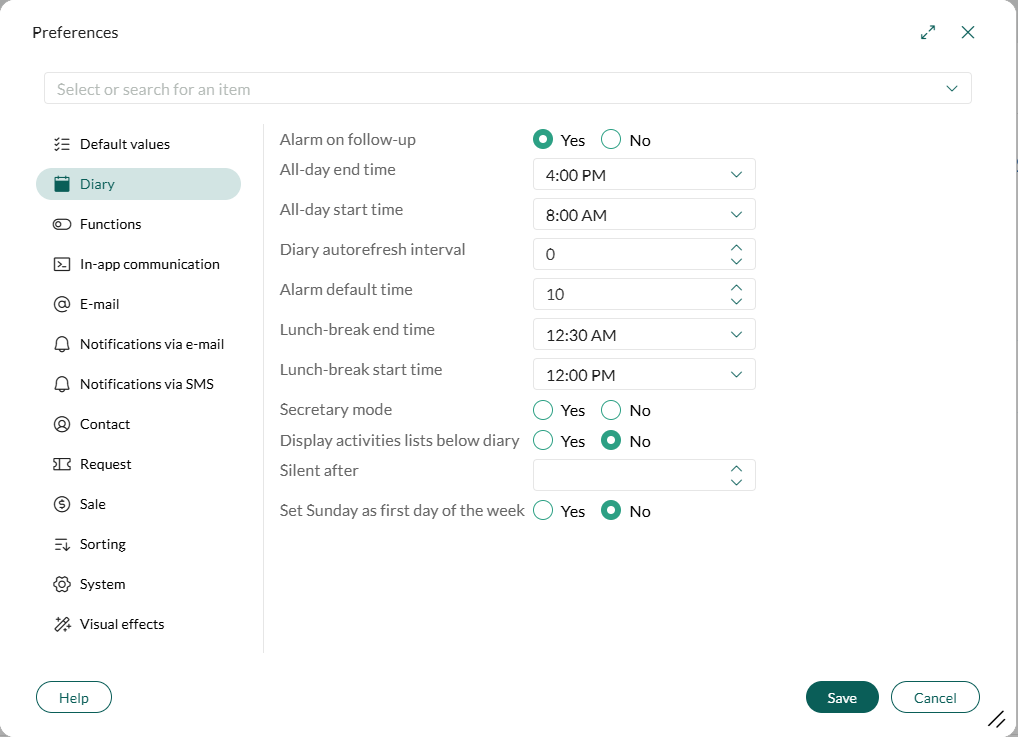 Preferences
Select or search for an item
Default values
Diary
Functions
In-app communication
E-mail
Notifications via e-mail
Notifications via SMS
Contact
Request
Sale
Sorting
System
Visual effects
Alarm on follow-up Yes No
All-day end time 4:00 PM
All-day start time 8:00 AM
Diary autorefresh interval 0
Alarm default time 10
Lunch-break end time 12:30 AM
Lunch-break start time 12:00 PM
Secretary mode Yes No
Display activities lists below diary Yes No
Silent after
Set Sunday as first day of the week Yes No
Help Save Cancel